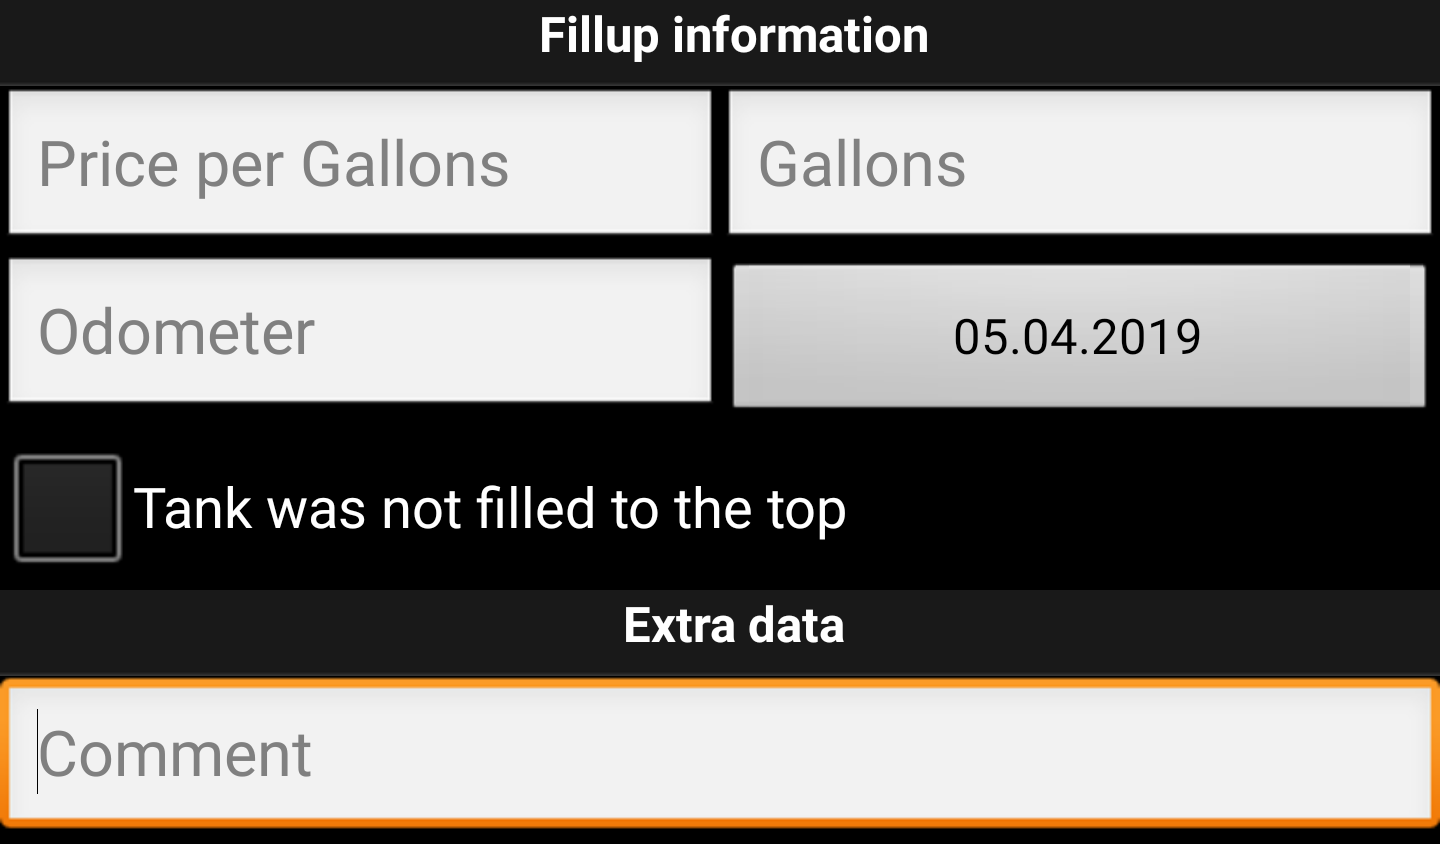 Fillup information
Price per Gallons
Gallons
Odometer
05.04.2019
Tank was not filled to the top
Extra data
Comment